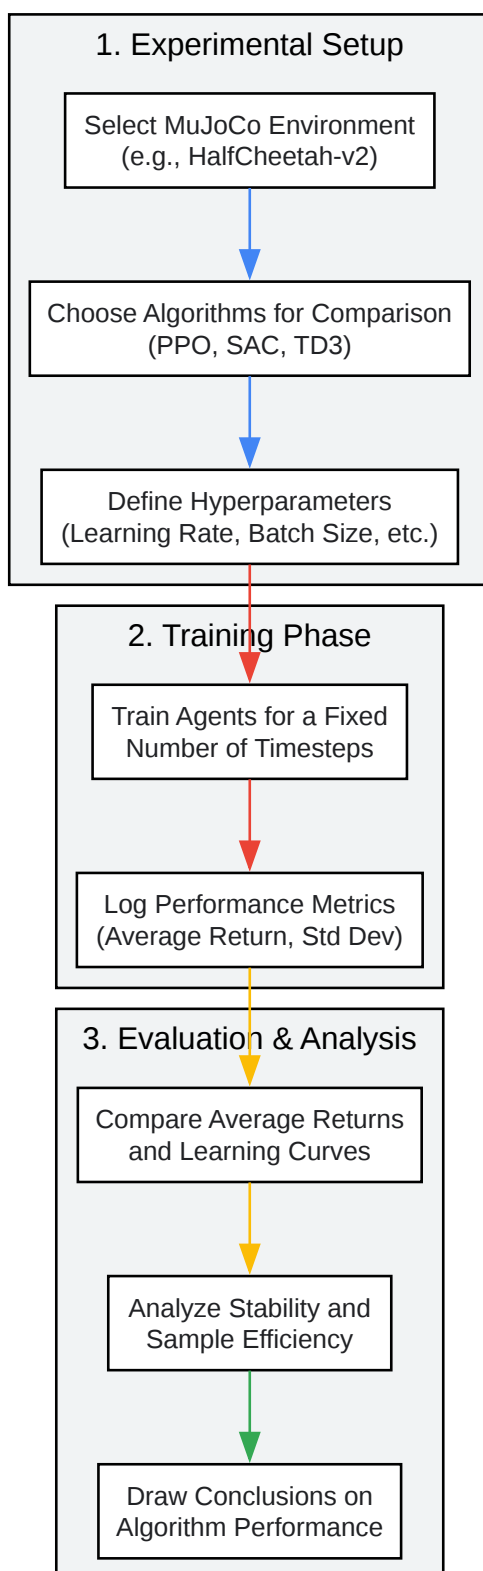 1. Experimental Setup
Select MuJoCo Environment
(e.g., HalfCheetah-v2)
Choose Algorithms for Comparison
(PPO, SAC, TD3)
Define Hyperparameters
(Learning Rate, Batch Size, etc.)
2. Training Phase
Train Agents for a Fixed
Number of Timesteps
Log Performance Metrics
(Average Return, Std Dev)
3. Evaluation & Analysis
Compare Average Returns
and Learning Curves
Analyze Stability and
Sample Efficiency
Draw Conclusions on
Algorithm Performance